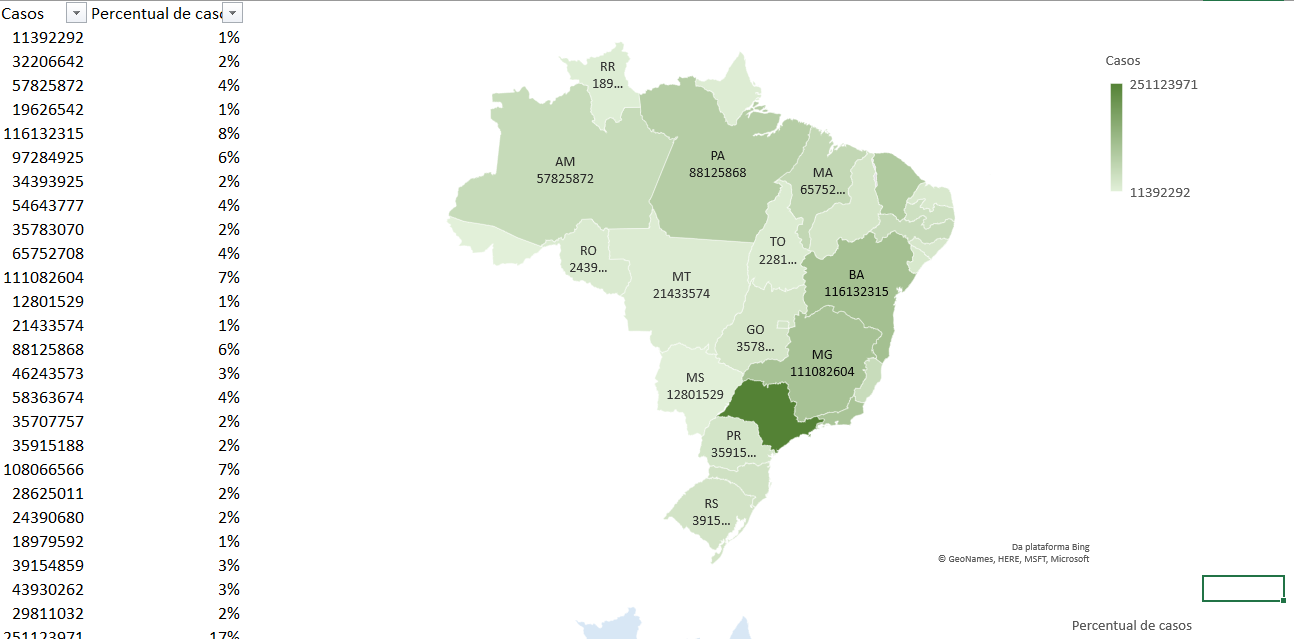 Casos Percentual de casc
11392292 1%
32206642 2%
57825872 4%
19626542 1%
116132315 8%
97284925 6%
34393925 2%
54643777 4%
35783070 2%
65752708 4%
111082604 7%
12801529 1%
21433574 1%
88125868 6%
46243573 3%
58363674 4%
35707757 2%
35915188 2%
108066566 7%
28625011 2%
24390680 2%
18979592 1%
39154859 3%
43930262 3%
29811032 2%
251123971 17%
RR
189...
AM
57825872
PA
88125868
MA
65752...
RO
2439...
TO
2281...
MT
21433574
BA
116132315
GO
3578...
MG
111082604
MS
12801529
PR
35915...
RS
3915...
Casos
251123971
11392292
Da plataforma Bing
© GeoNames, HERE, MSFT, Microsoft
Percentual de casos